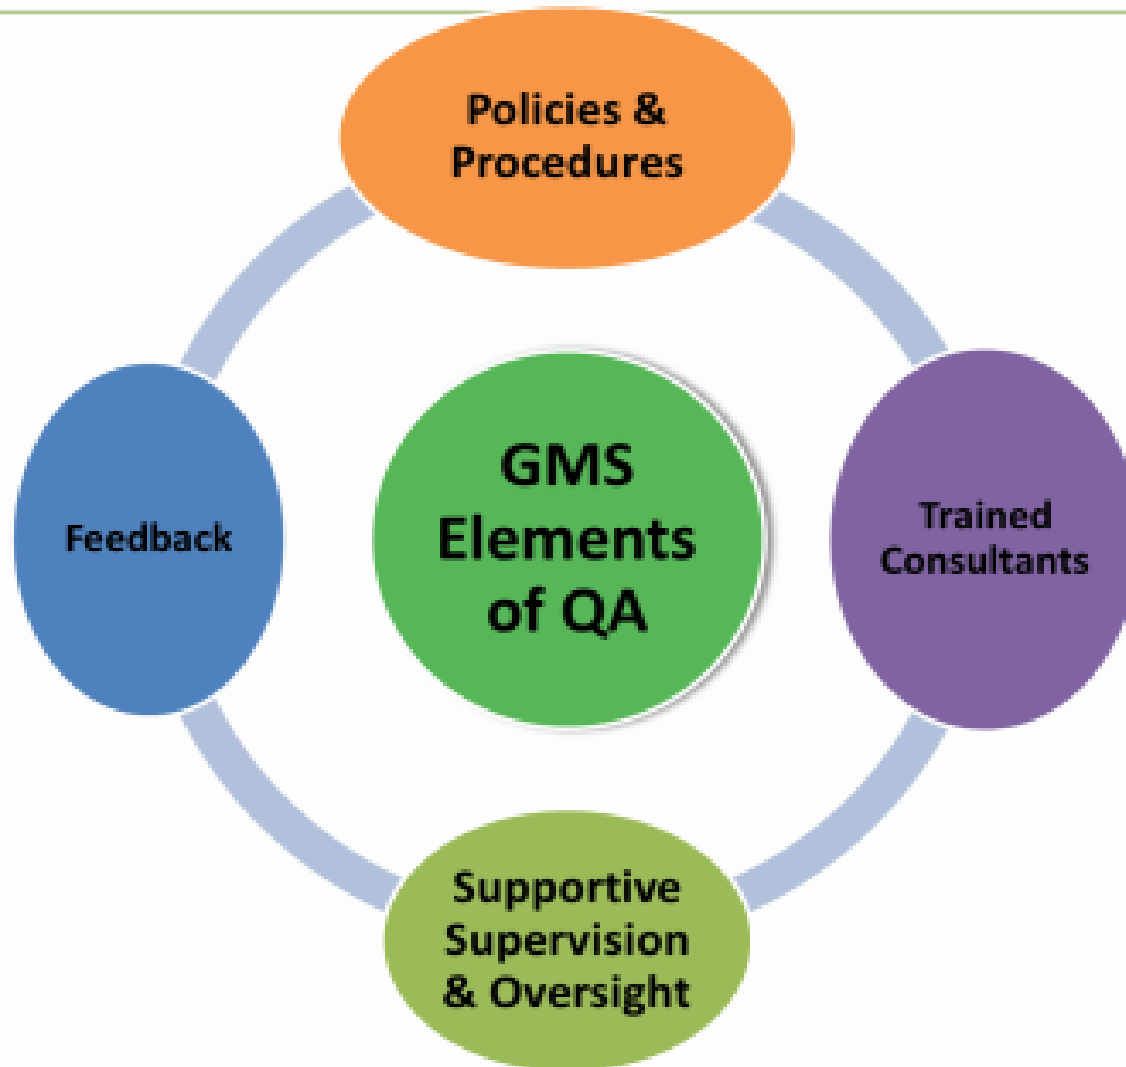 Policies &
Procedures
GMS
Elements
of QA
Feedback
Trained
Consultants
Supportive
Supervision
& Oversight